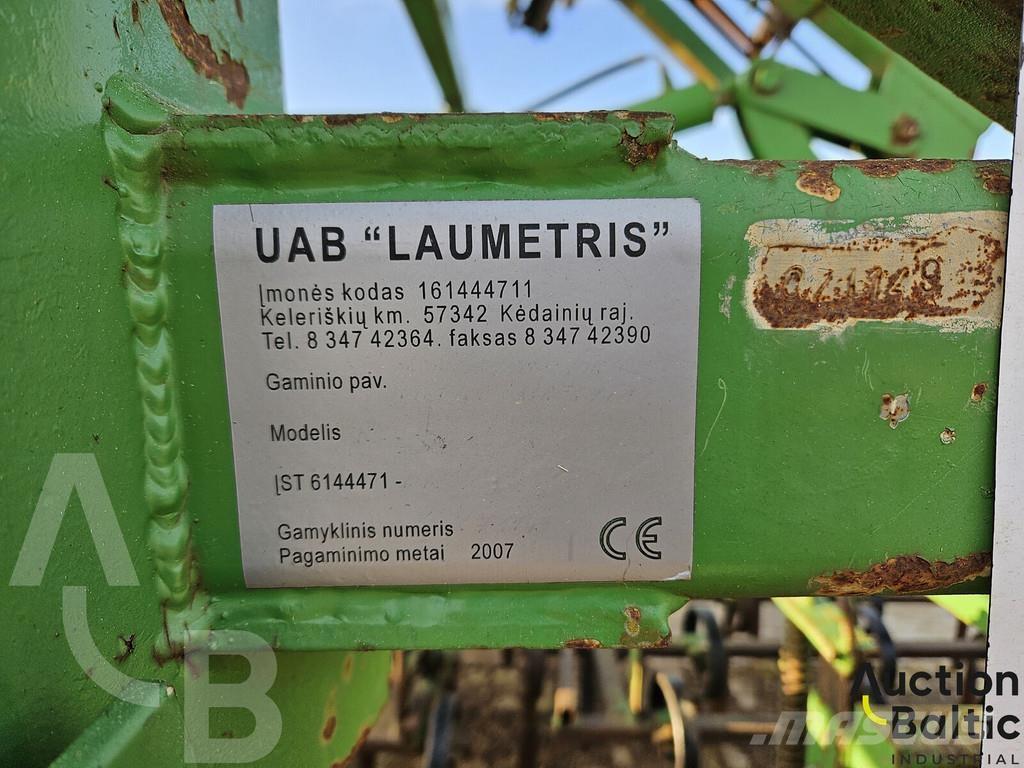 UAB “LAUMETRIS”
Įmonės kodas 161444711
Keleriškių km. 57342 Kėdainių raj.
Tel. 8 347 42364. faksas 8 347 42390
Gaminio pav.
Modelis
ĮST 6144471 -
Gamyklinis numeris
Pagaminimo metai 2007
CE
AB
Auction
Baltic
INDUSTRIAL